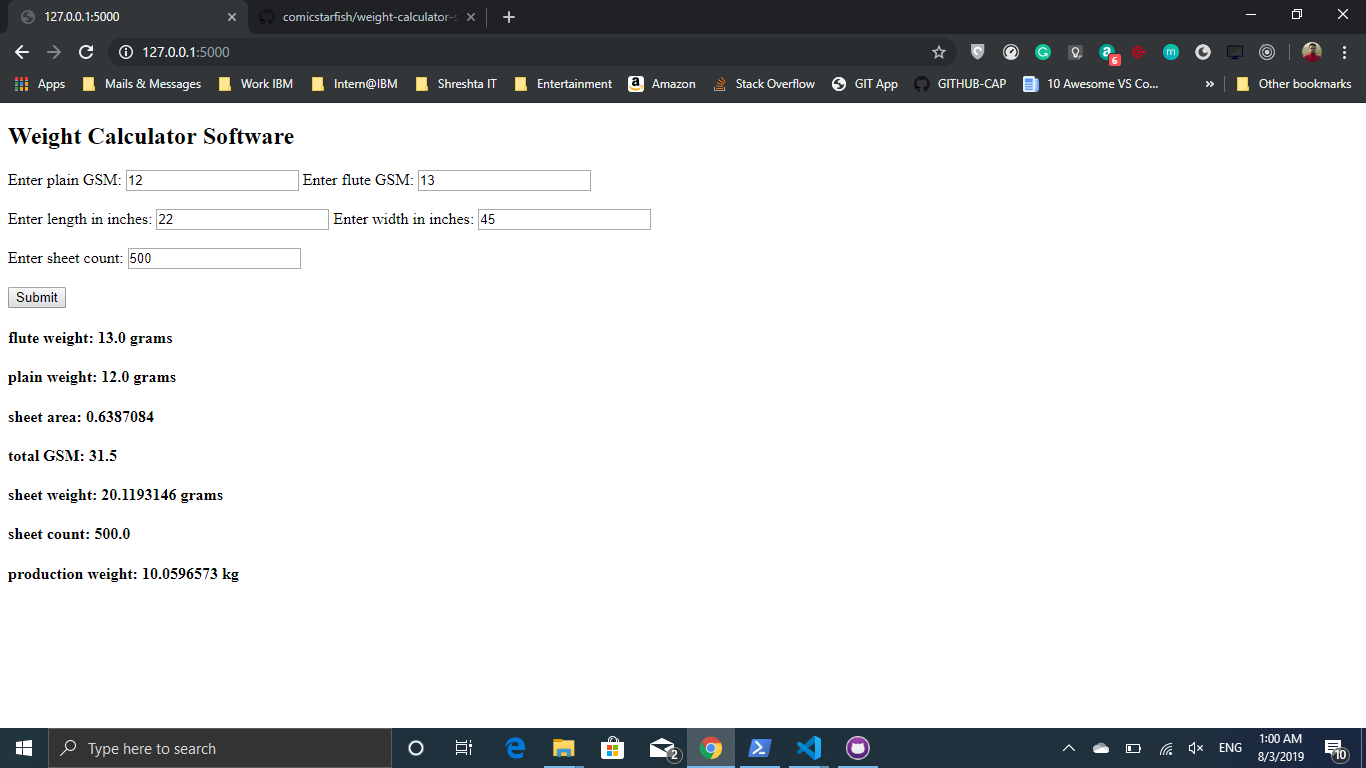 127.0.0.1:5000
comicstarfish/weight-calculator-s
127.0.0.1:5000
6
Apps
Mails & Messages
Work IBM
Intern@IBM
Shreshta IT
Entertainment
Amazon
Stack Overflow
GIT App
GITHUB-CAP
10 Awesome VS Co...
»
Other bookmarks
Weight Calculator Software
Enter plain GSM: 12 Enter flute GSM: 13
Enter length in inches: 22 Enter width in inches: 45
Enter sheet count: 500
Submit
flute weight: 13.0 grams
plain weight: 12.0 grams
sheet area: 0.6387084
total GSM: 31.5
sheet weight: 20.1193146 grams
sheet count: 500.0
production weight: 10.0596573 kg
Type here to search
2
ENG
1:00 AM
8/3/2019
10